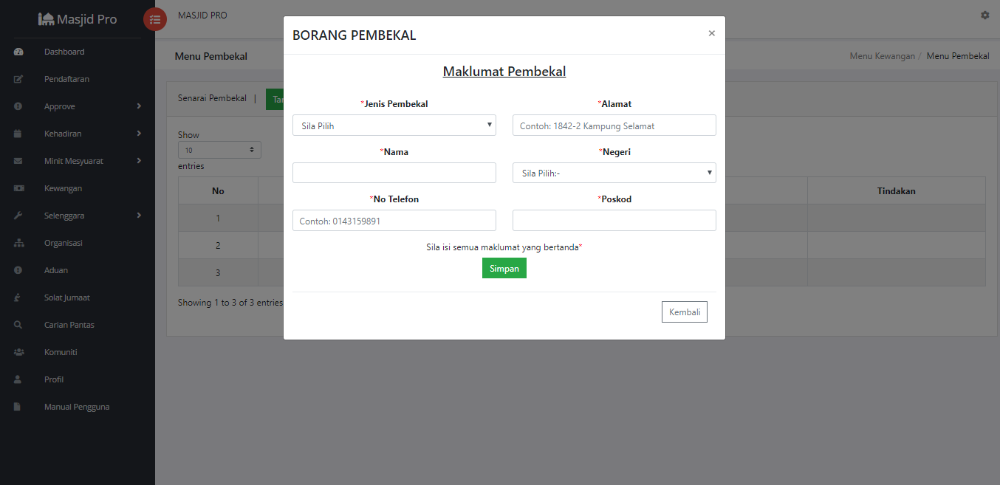 Masjid Pro
Dashboard
Pendaftaran
Approve
Kehadiran
Minit Mesyuarat
Kewangan
Selenggara
Organisasi
Aduan
Solat Jumaat
Carian Pantas
Komuniti
Profil
Manual Pengguna
MASJID PRO
Menu Pembekal
Menu Kewangan / Menu Pembekal
Senarai Pembekal |
Show
10
entries
No
Tindakan
1
2
3
Showing 1 to 3 of 3 entries
BORANG PEMBEKAL
×
Maklumat Pembekal
*Jenis Pembekal
Sila Pilih
*Alamat
Contoh: 1842-2 Kampung Selamat
*Nama
*Negeri
Sila Pilih:-
*No Telefon
Contoh: 0143159891
*Poskod
Sila isi semua maklumat yang bertanda*
Simpan
Kembali